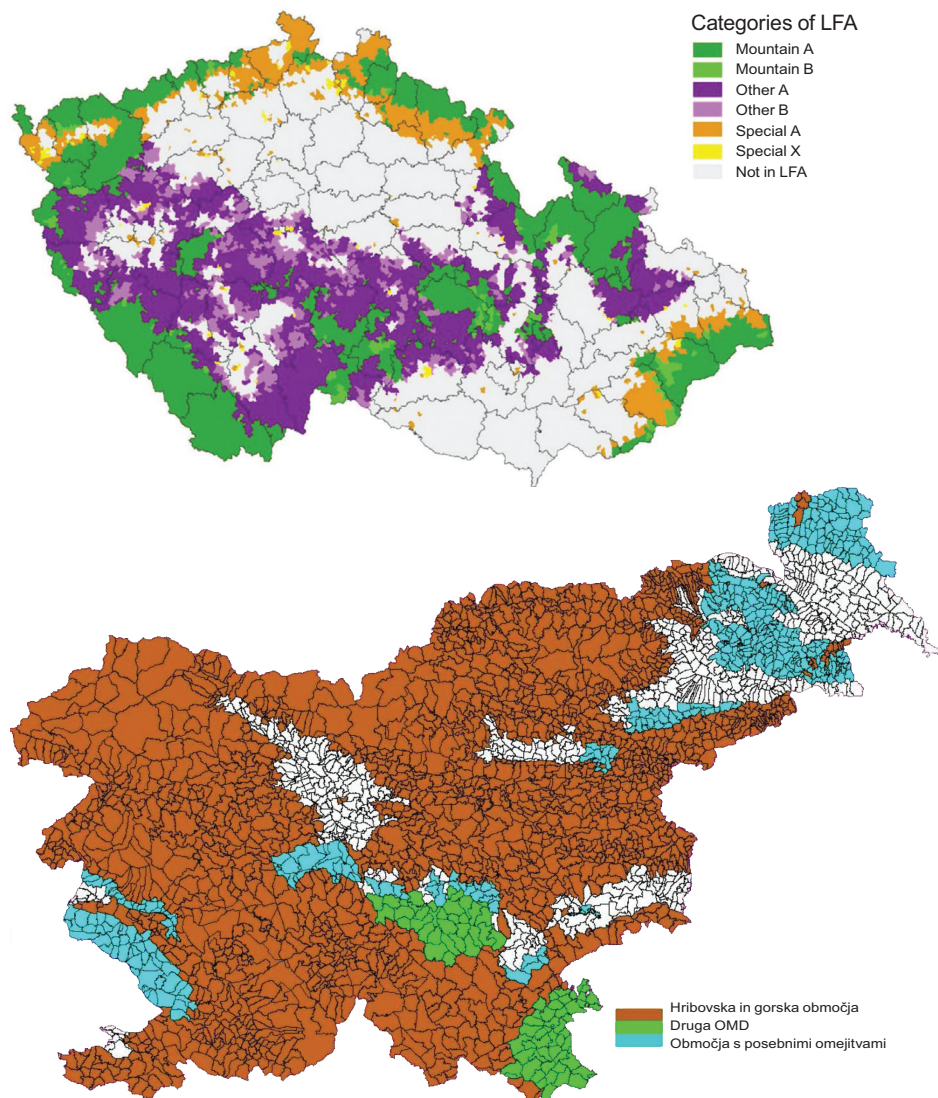 Categories of LFA
Mountain A
Mountain B
Other A
Other B
Special A
Special X
Not in LFA
Hribovska in gorska območja
Druga OMD
Območja s posebnimi omejitvami